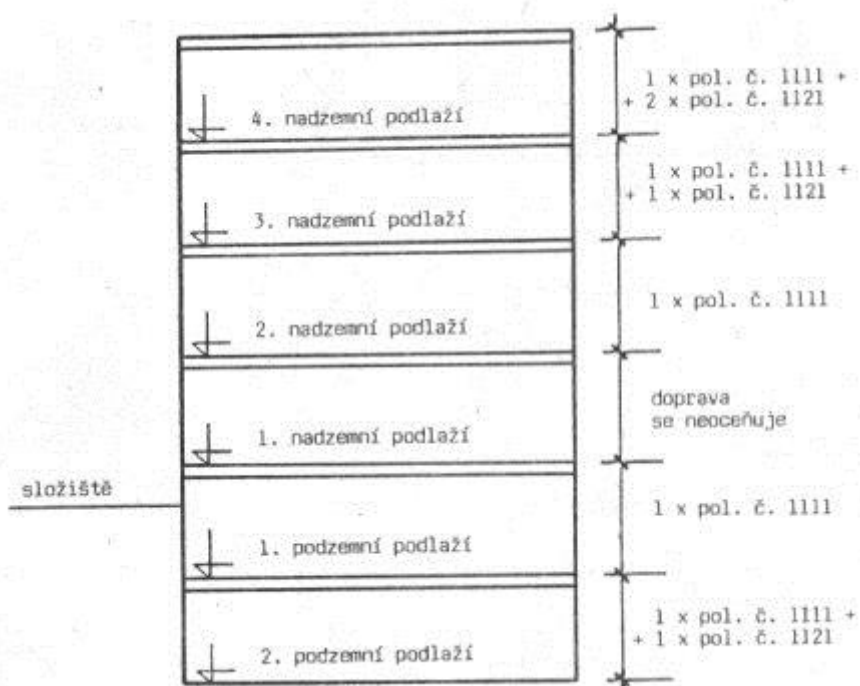 1 x pol. č. 1111 +
+ 2 x pol. č. 1121
4. nadzemní podlaží
1 x pol. č. 1111 +
+ 1 x pol. č. 1121
3. nadzemní podlaží
1 x pol. č. 1111
2. nadzemní podlaží
doprava
se neoceňuje
1. nadzemní podlaží
složiště
1 x pol. č. 1111
1. podzemní podlaží
1 x pol. č. 1111 +
+ 1 x pol. č. 1121
2. podzemní podlaží